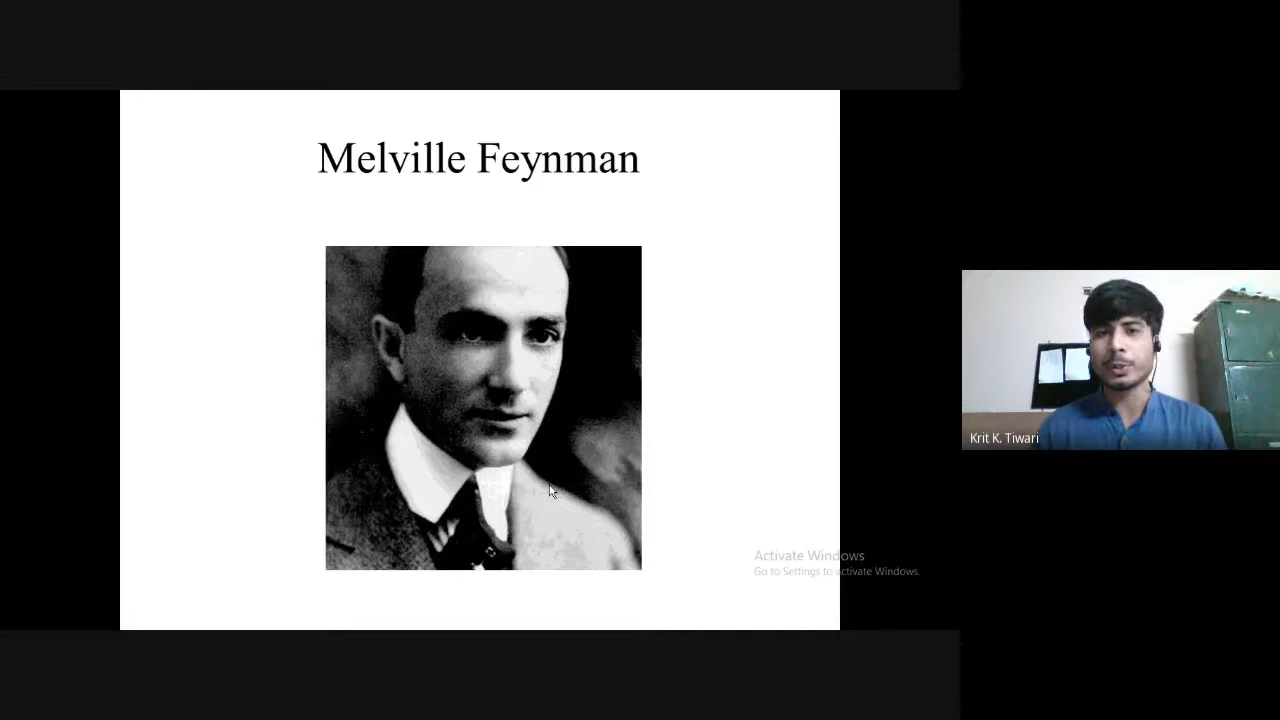 Melville Feynman
Krit K. Tiwari
Activate Windows
Go to Settings to activate Windows.